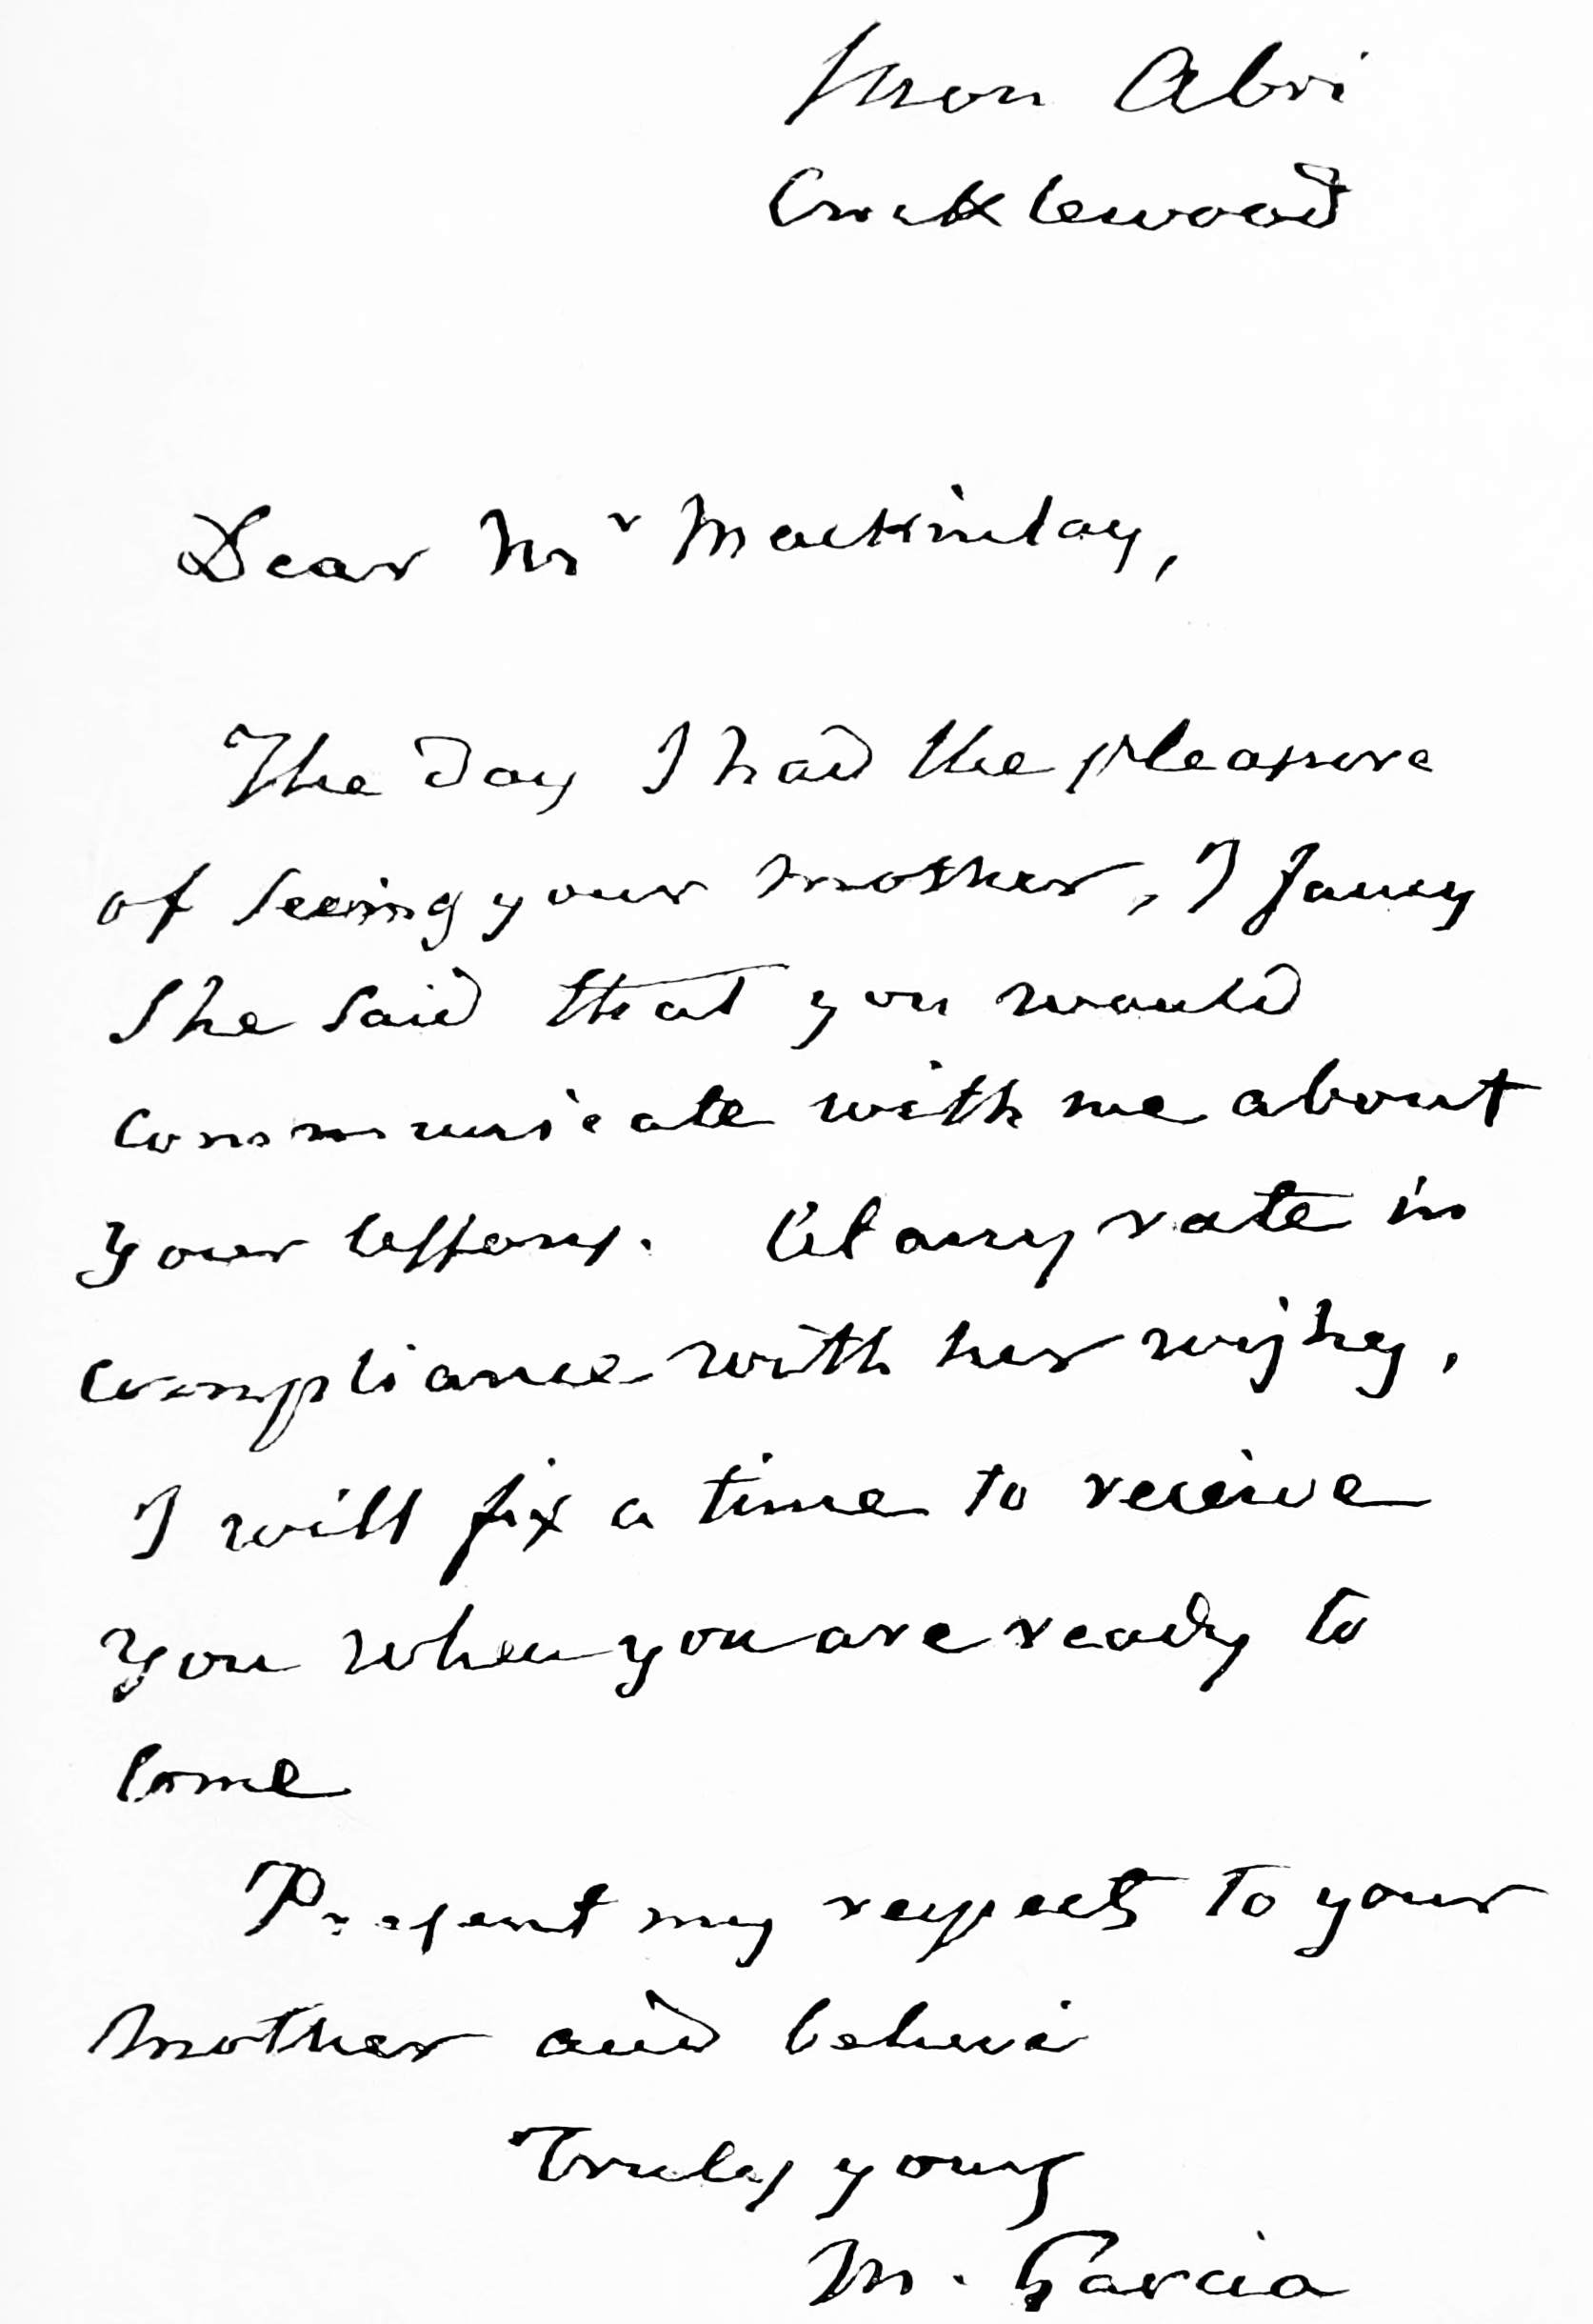 Mon Abri
Cricklewood
Dear Mr Mackinlay,
The day I had the pleasure
of seeing your mother, I fancy
she said that you would
communicate with me about
your lessons. At any rate in
compliance with her wishes,
I will fix a time to receive
you when you are ready to
come
Present my respects to your
mother and believe
Truly yours
M. Garcia